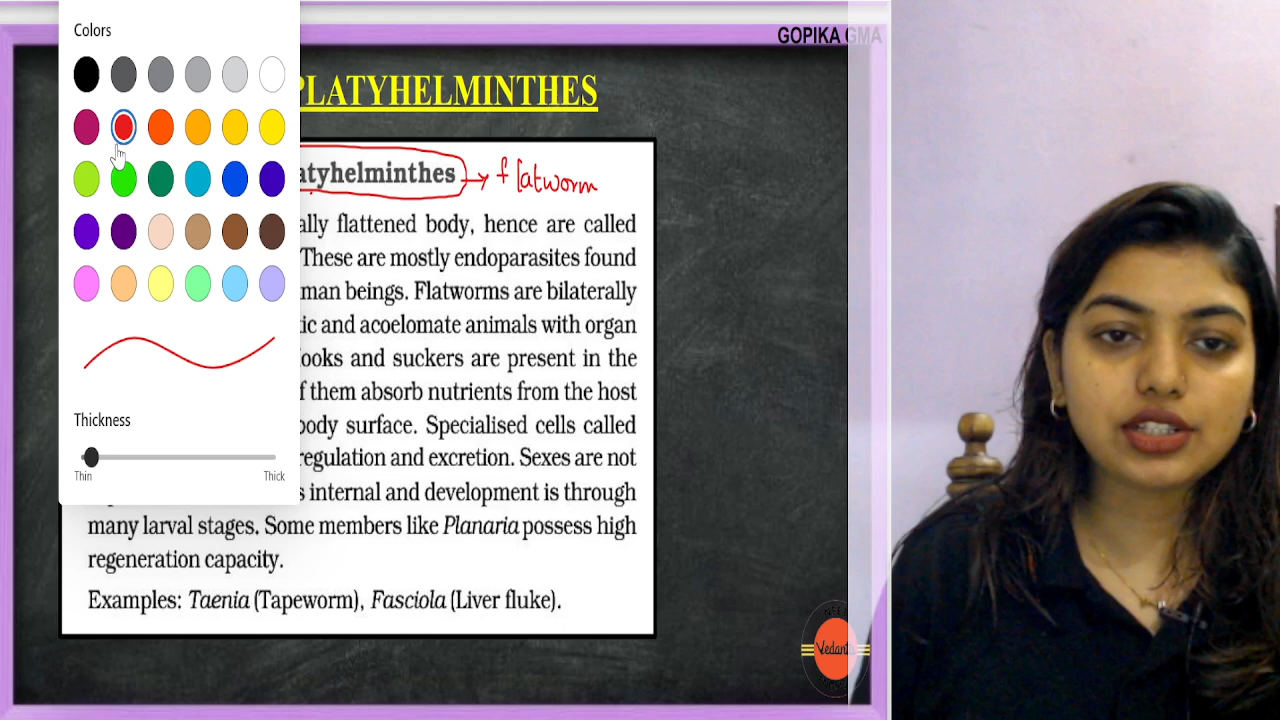 Colors
GOPIKA GMA
PLATYHELMINTHES
atyhelminthes → flatworm
ally flattened body, hence are called
These are mostly endoparasites found
man beings. Flatworms are bilaterally
ic and acoelomate animals with organ
ooks and suckers are present in the
f them absorb nutrients from the host
Thickness
body surface. Specialised cells called
regulation and excretion. Sexes are not
Thin Thick
s internal and development is through
many larval stages. Some members like Planaria possess high
regeneration capacity.
Examples: Taenia (Tapeworm), Fasciola (Liver fluke).